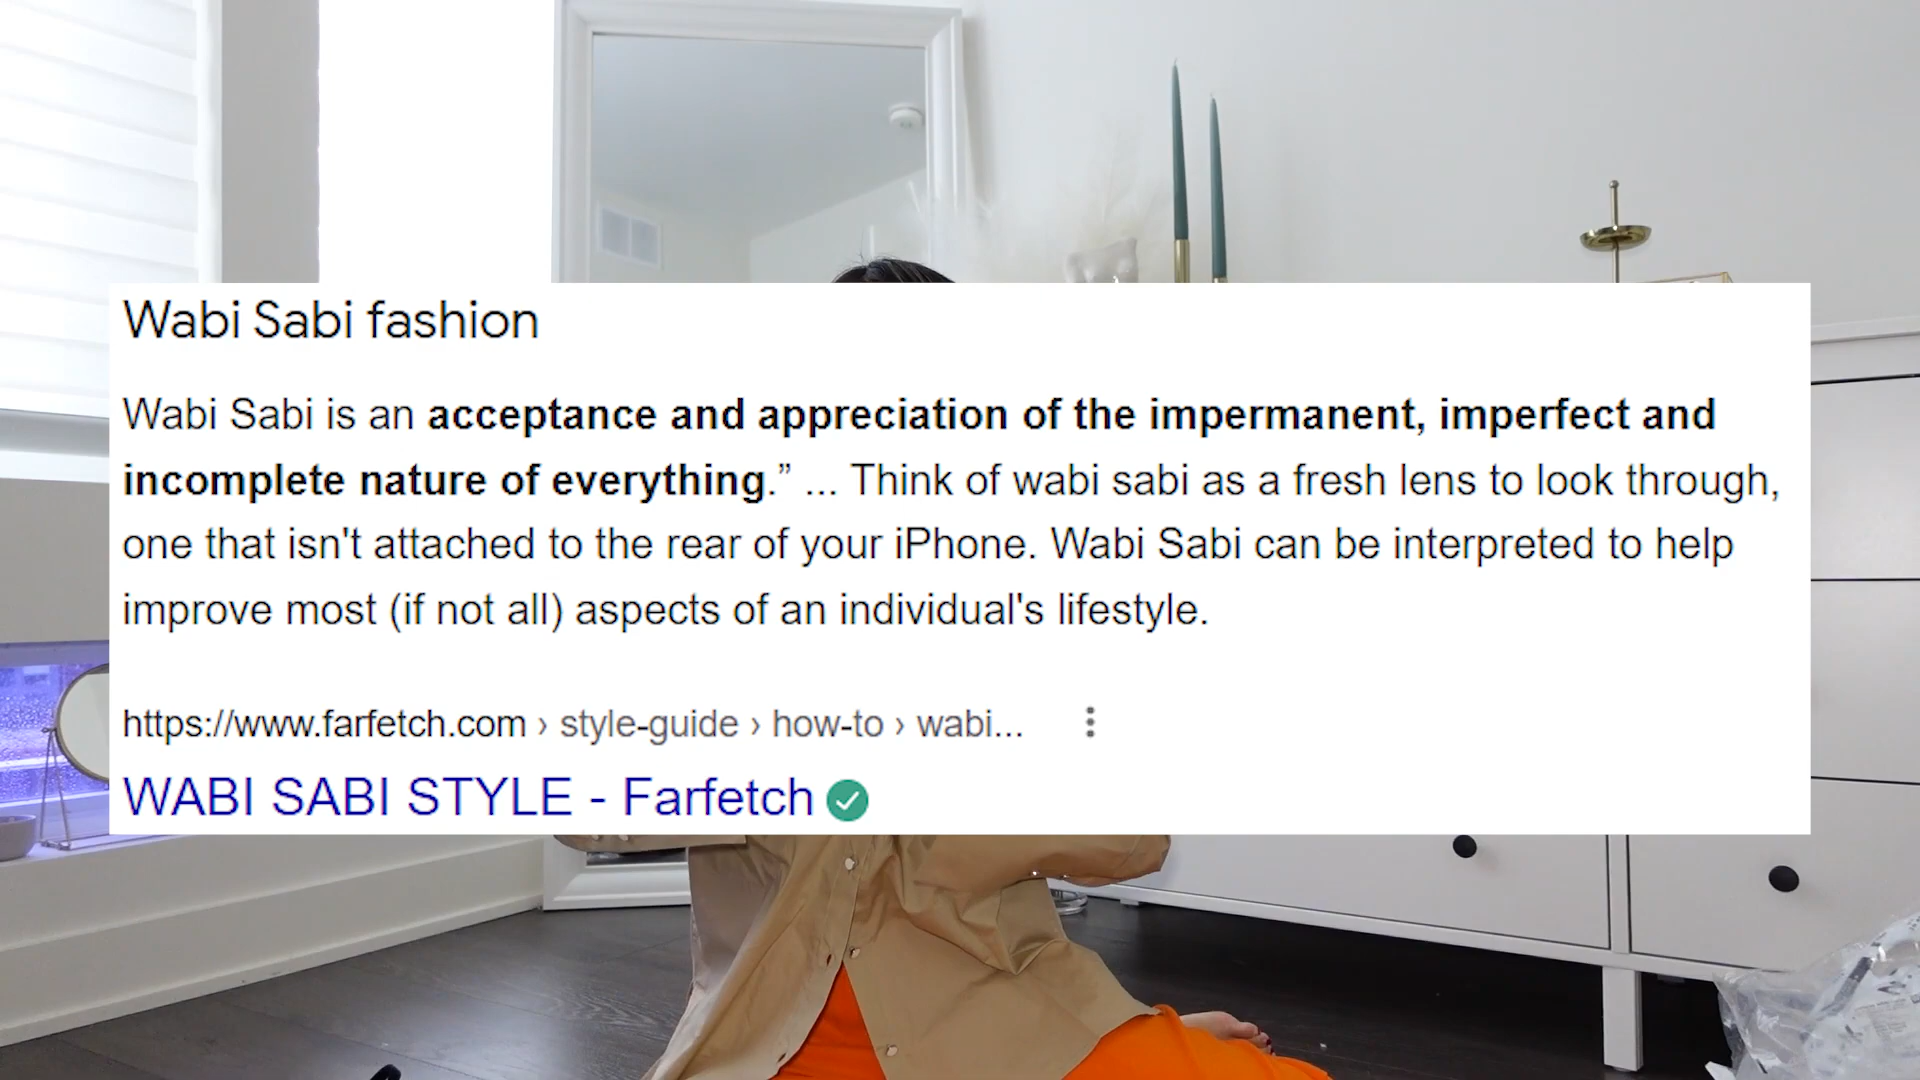 Wabi Sabi fashion
Wabi Sabi is an acceptance and appreciation of the impermanent, imperfect and
incomplete nature of everything.” ... Think of wabi sabi as a fresh lens to look through,
one that isn't attached to the rear of your iPhone. Wabi Sabi can be interpreted to help
improve most (if not all) aspects of an individual's lifestyle.
https://www.farfetch.com › style-guide › how-to › wabi...
WABI SABI STYLE - Farfetch